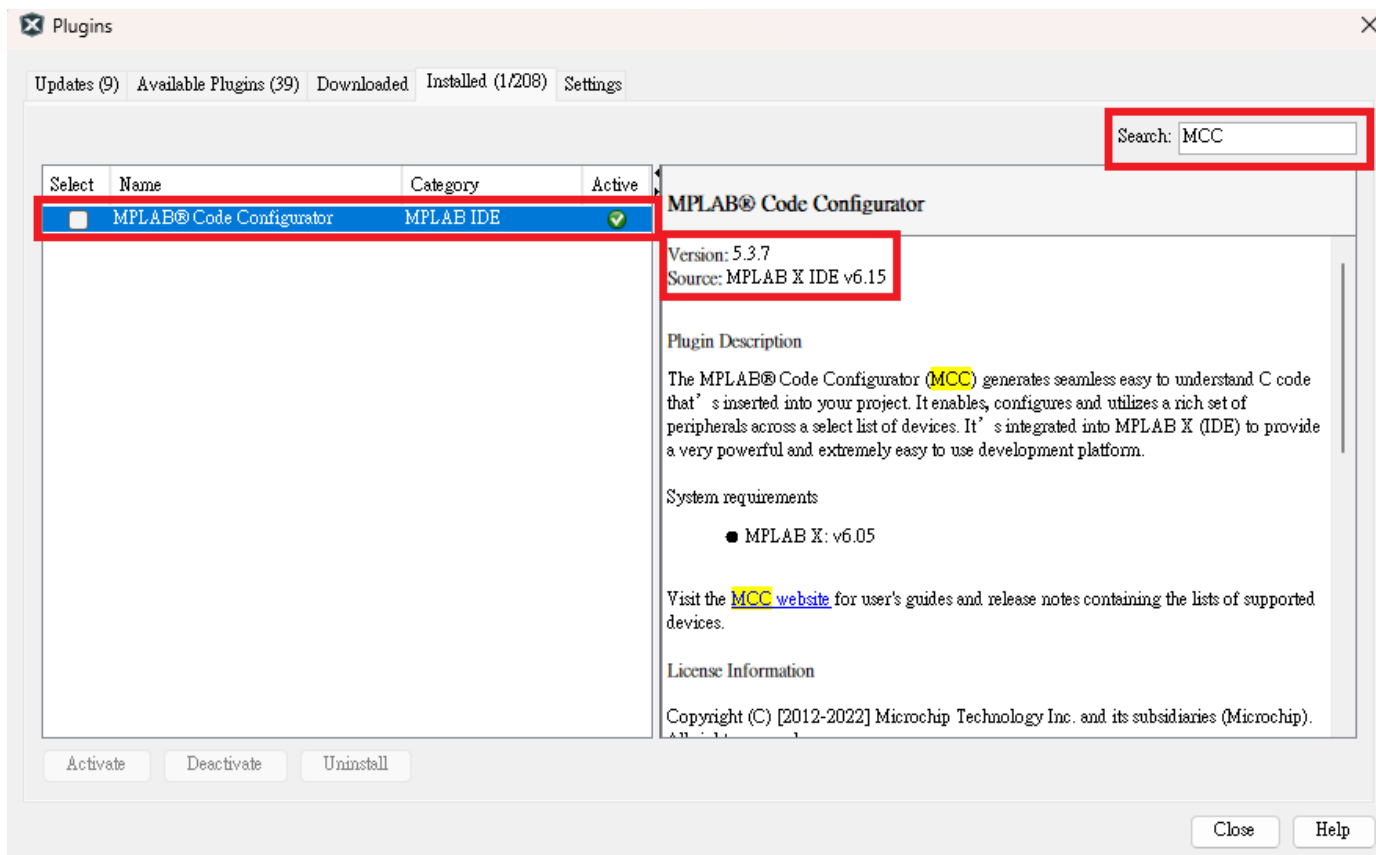 Plugins
Updates (9) Available Plugins (39) Downloaded Installed (1/208) Settings
Search: MCC
Select Name Category Active
MPLAB® Code Configurator MPLAB IDE
MPLAB® Code Configurator
Version: 5.3.7
Source: MPLAB X IDE v6.15
Plugin Description
The MPLAB® Code Configurator (MCC) generates seamless easy to understand C code
that’s inserted into your project. It enables, configures and utilizes a rich set of
peripherals across a select list of devices. It’s integrated into MPLAB X (IDE) to provide
a very powerful and extremely easy to use development platform.
System requirements
● MPLAB X: v6.05
Visit the MCC website for user's guides and release notes containing the lists of supported
devices.
License Information
Copyright (C) [2012-2022] Microchip Technology Inc. and its subsidiaries (Microchip).
Activate Deactivate Uninstall
Close Help